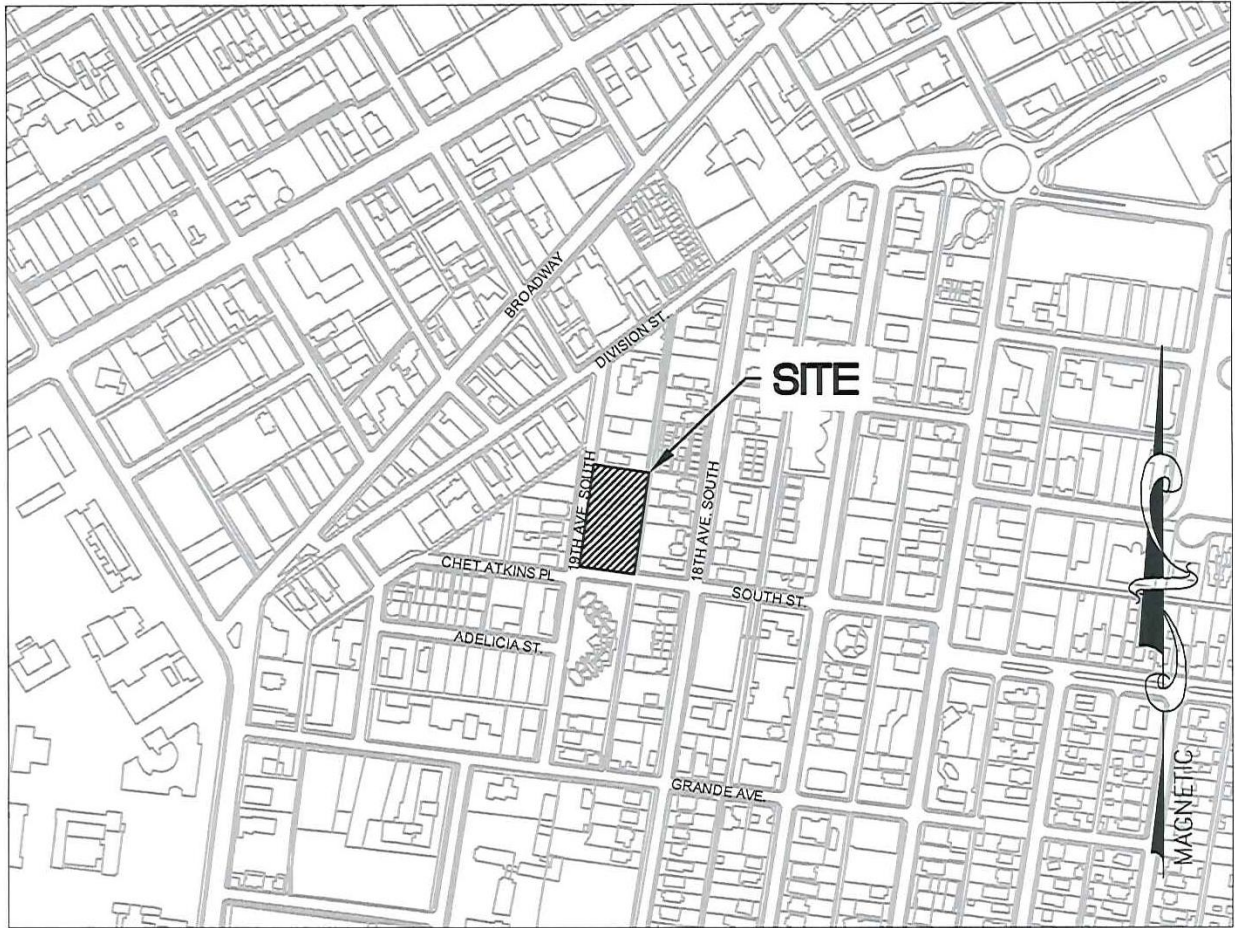 BROADWAY
DIVISION ST.
SITE
19TH AVE. SOUTH
18TH AVE. SOUTH
CHET ATKINS PL
SOUTH ST.
ADELICIA ST.
GRANDE AVE.
MAGNETIC